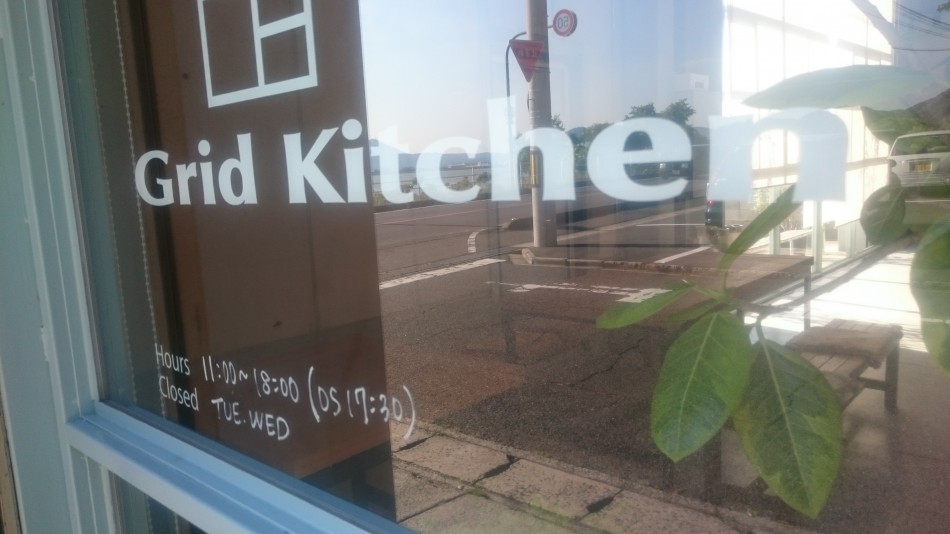 Grid Kitchen
Hours 11:00~18:00 (OS 17:30)
Closed TUE.WED